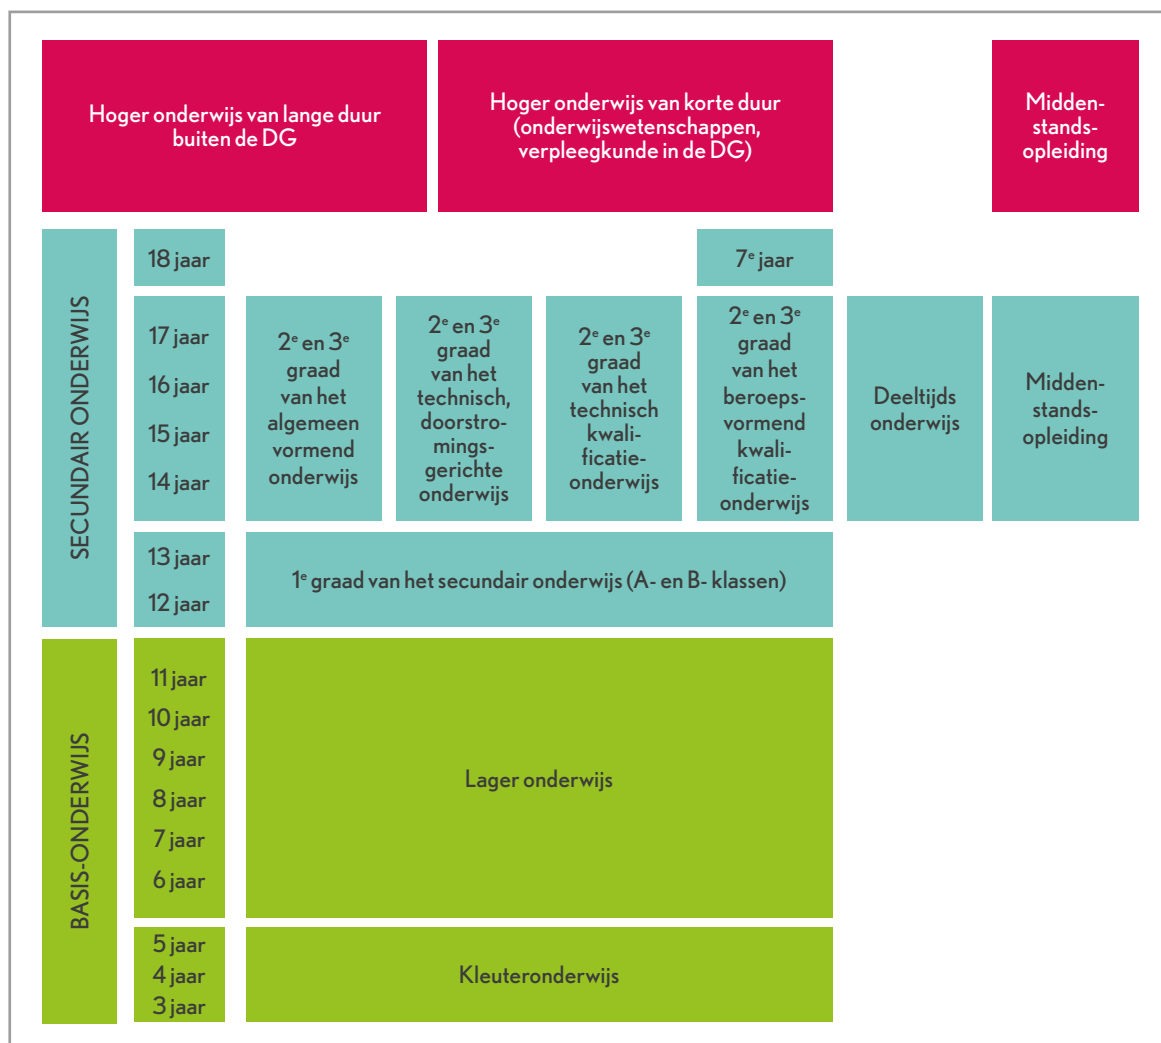 Hoger onderwijs van lange duur
buiten de DG
Hoger onderwijs van korte duur
(onderwijswetenschappen,
verpleegkunde in de DG)
Midden-
stands-
opleiding
SECUNDAIR ONDERWIJS
18 jaar
7e jaar
17 jaar
16 jaar
15 jaar
14 jaar
2e en 3e
graad
van het
algemeen
vormend
onderwijs
2e en 3e
graad
van het
technisch,
doorstro-
mings-
gerichte
onderwijs
2e en 3e
graad
van het
technisch
kwali-
ficatie-
onderwijs
2e en 3e
graad
van het
beroeps-
vormend
kwali-
ficatie-
onderwijs
Deeltijds
onderwijs
Midden-
stands-
opleiding
13 jaar
12 jaar
1e graad van het secundair onderwijs (A- en B- klassen)
BASIS-ONDERWIJS
11 jaar
10 jaar
9 jaar
8 jaar
7 jaar
6 jaar
Lager onderwijs
5 jaar
4 jaar
3 jaar
Kleuteronderwijs